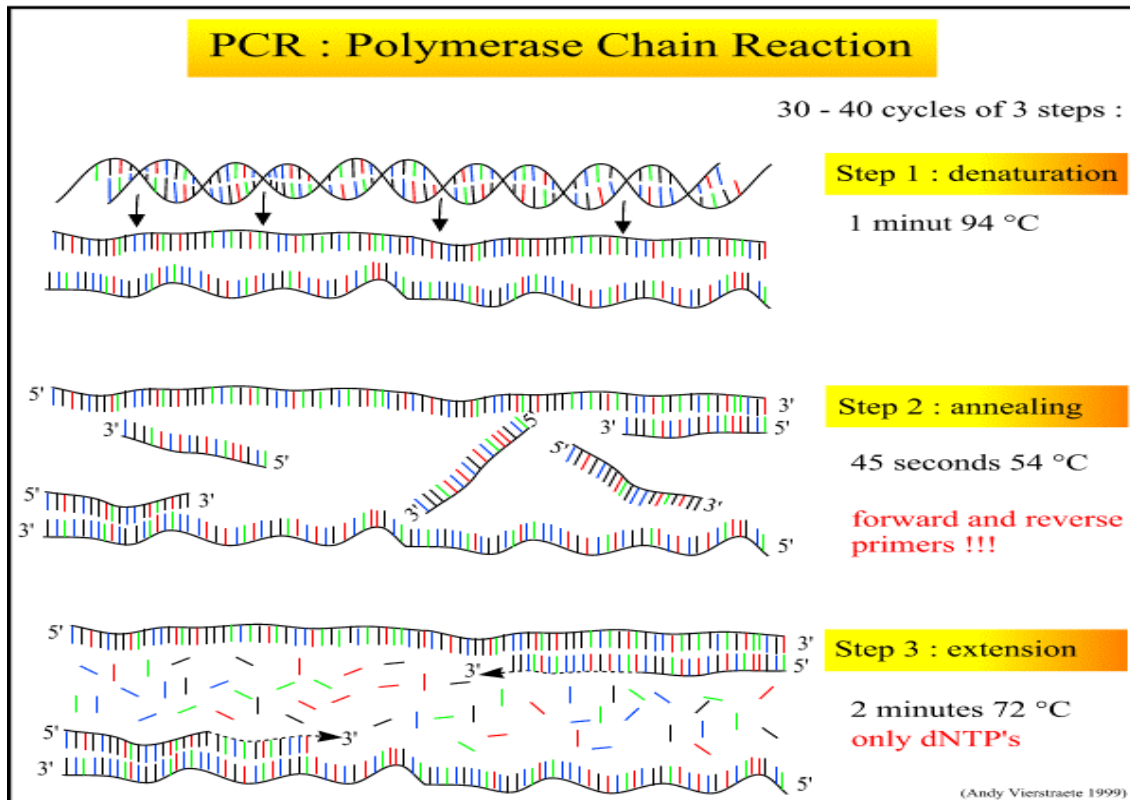 PCR : Polymerase Chain Reaction
30 - 40 cycles of 3 steps :
Step 1 : denaturation
1 minut 94 °C
5'
3'
Step 2 : annealing
3'
5'
3'
5'
5'
45 seconds 54 °C
5'
3'
3'
3'
forward and reverse
3'
primers !!!
5'
5'
3'
Step 3 : extension
3'
5'
2 minutes 72 °C
5'
3'
only dNTP's
3'
5'
(Andy Vierstraete 1999)